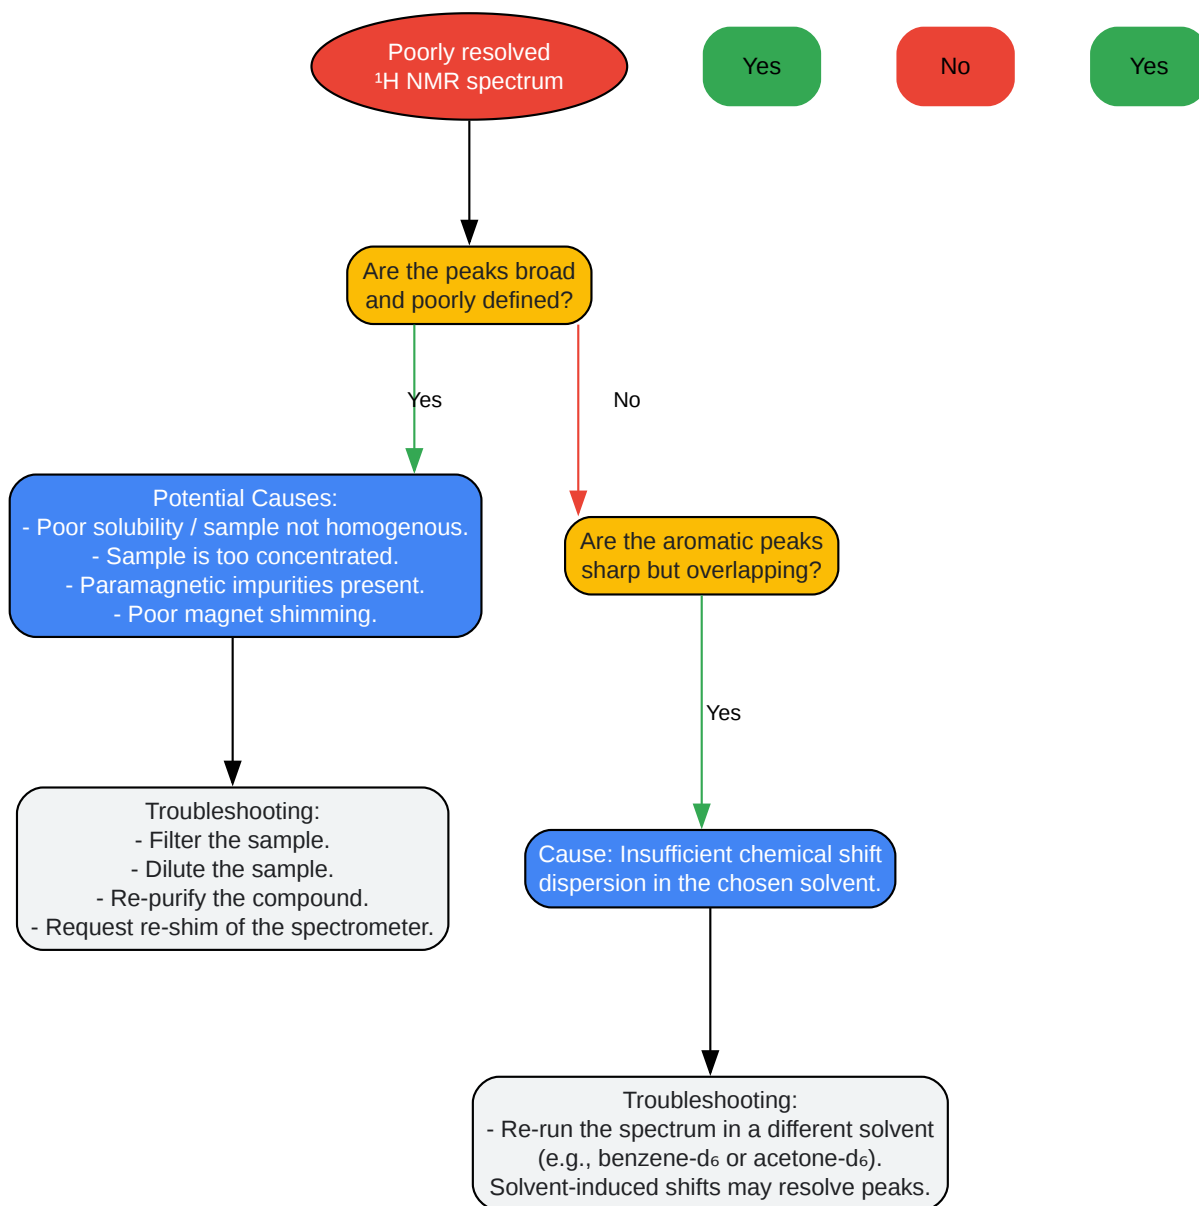 Poorly resolved
¹H NMR spectrum
Yes
No
Yes
Are the peaks broad
and poorly defined?
Yes
No
Potential Causes:
- Poor solubility / sample not homogenous.
- Sample is too concentrated.
- Paramagnetic impurities present.
- Poor magnet shimming.
Are the aromatic peaks
sharp but overlapping?
Yes
Troubleshooting:
- Filter the sample.
- Dilute the sample.
- Re-purify the compound.
- Request re-shim of the spectrometer.
Cause: Insufficient chemical shift
dispersion in the chosen solvent.
Troubleshooting:
- Re-run the spectrum in a different solvent
(e.g., benzene-d₆ or acetone-d₆).
Solvent-induced shifts may resolve peaks.